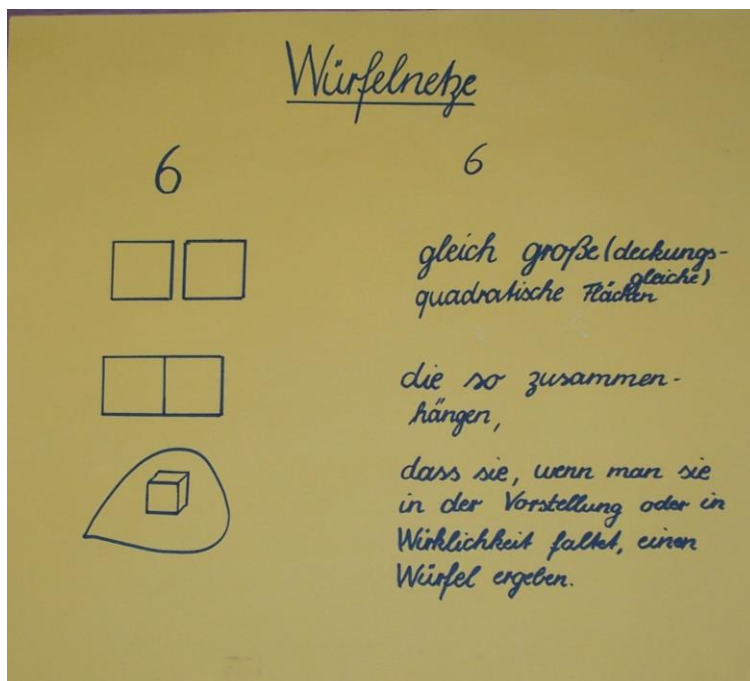 Würfelnetze
6 6
gleich große (deckungs-
gleiche)
quadratische Flächen
die so zusammen-
hängen,
dass sie, wenn man sie
in der Vorstellung oder in
Wirklichkeit faltet, einen
Würfel ergeben.